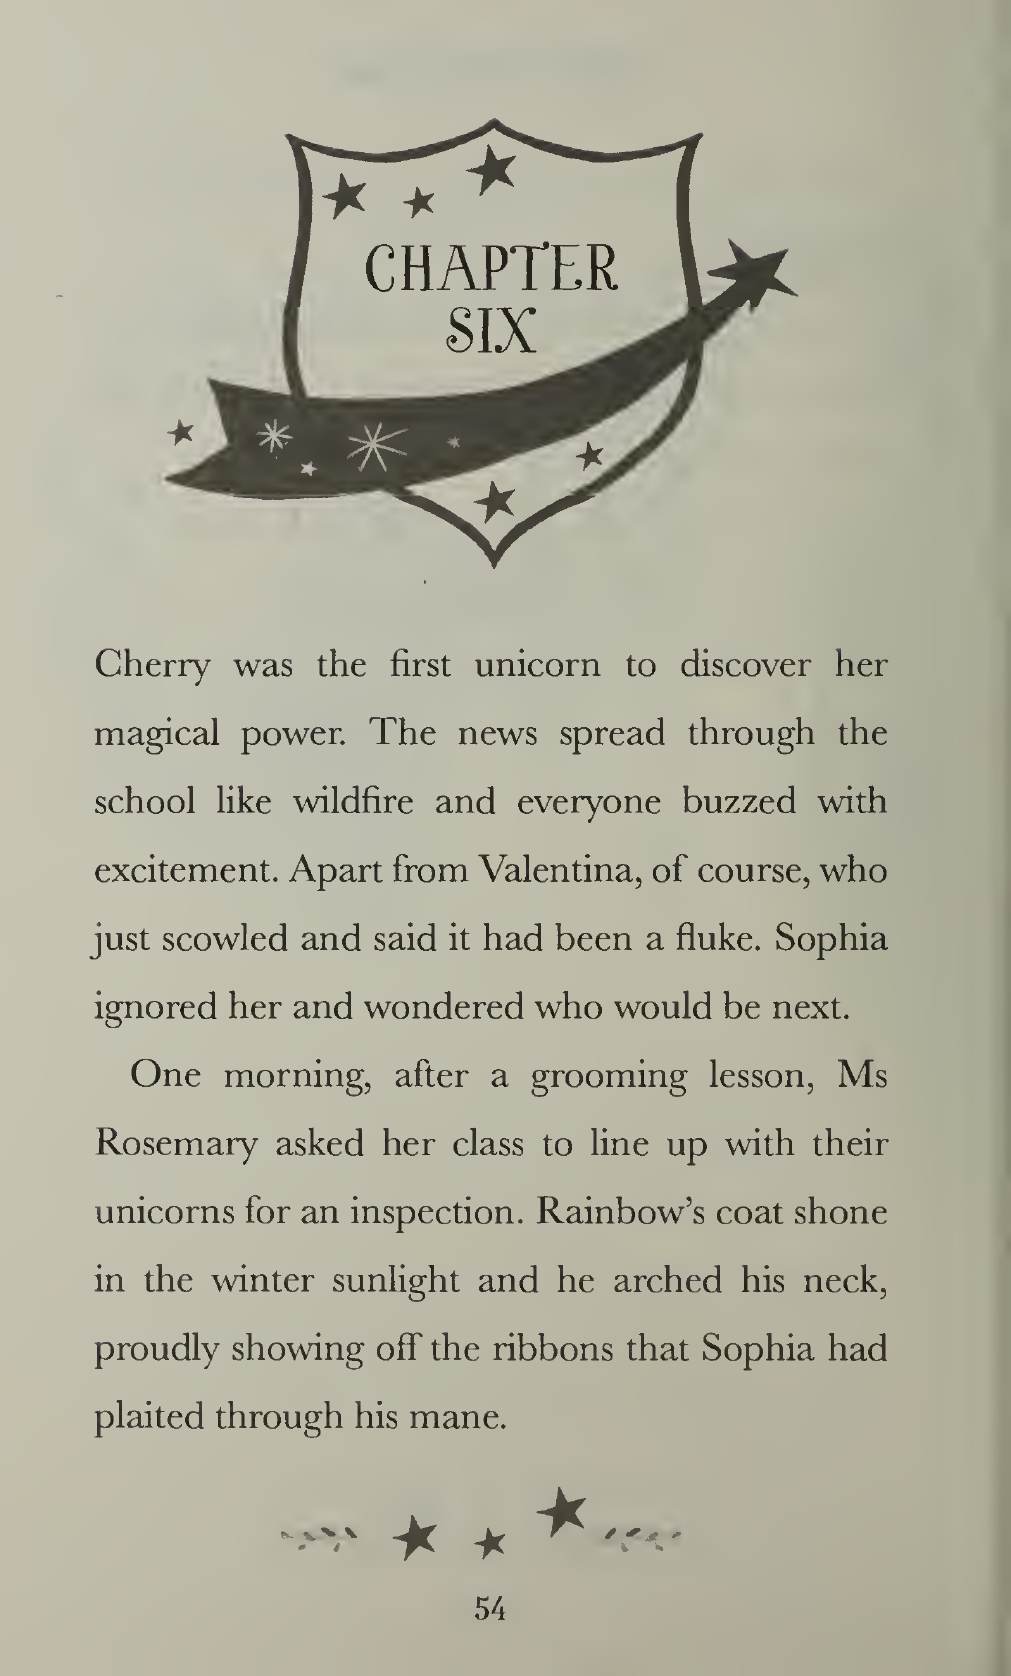 CHAPTER
SIX
Cherry was the first unicorn to discover her
magical power. The news spread through the
school like wildfire and everyone buzzed with
excitement. Apart from Valentina, of course, who
just scowled and said it had been a fluke. Sophia
ignored her and wondered who would be next.
One morning, after a grooming lesson, Ms
Rosemary asked her class to line up with their
unicorns for an inspection. Rainbow’s coat shone
in the winter sunlight and he arched his neck,
proudly showing off the ribbons that Sophia had
plaited through his mane.
54